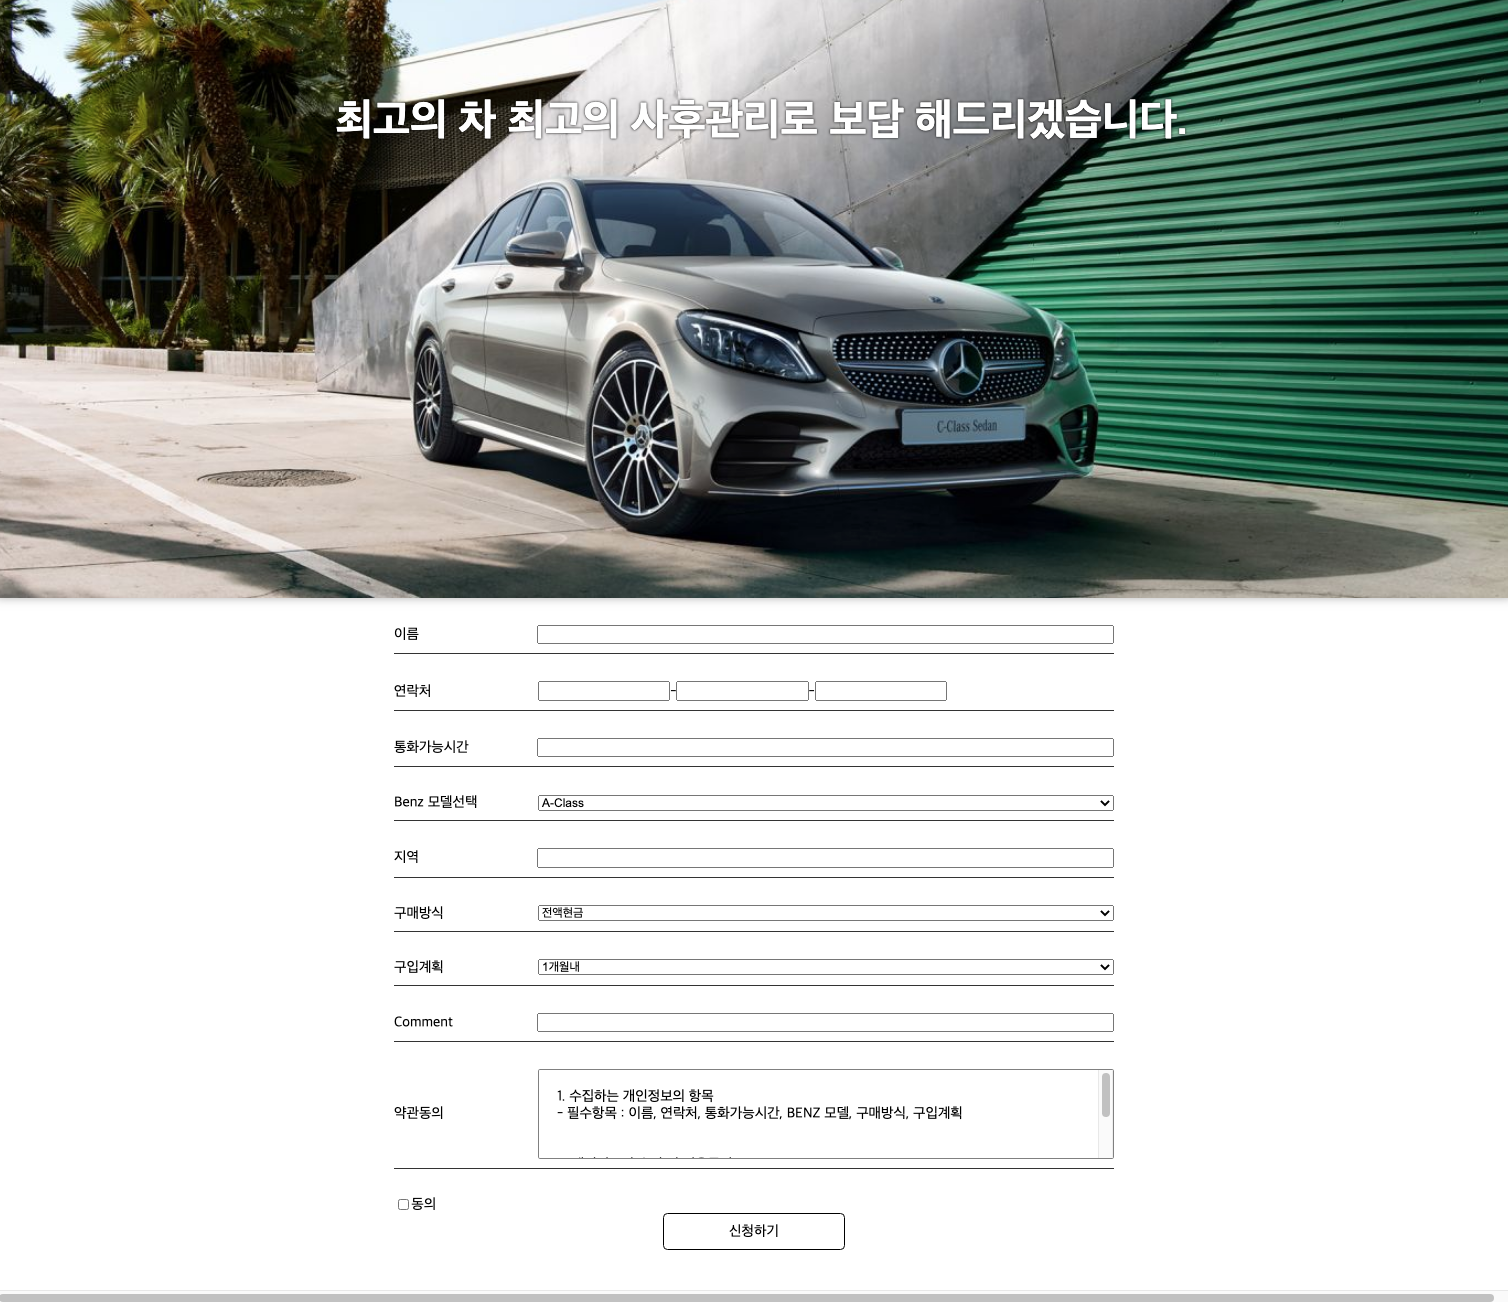 최고의 차 최고의 사후관리로 보답 해드리겠습니다.
C-Class Sedan
이름
연락처
-
-
통화가능시간
Benz 모델선택
A-Class
지역
구매방식
전액현금
구입계획
1개월내
Comment
약관동의
1. 수집하는 개인정보의 항목
- 필수항목 : 이름, 연락처, 통화가능시간, BENZ 모델, 구매방식, 구입계획
동의
신청하기